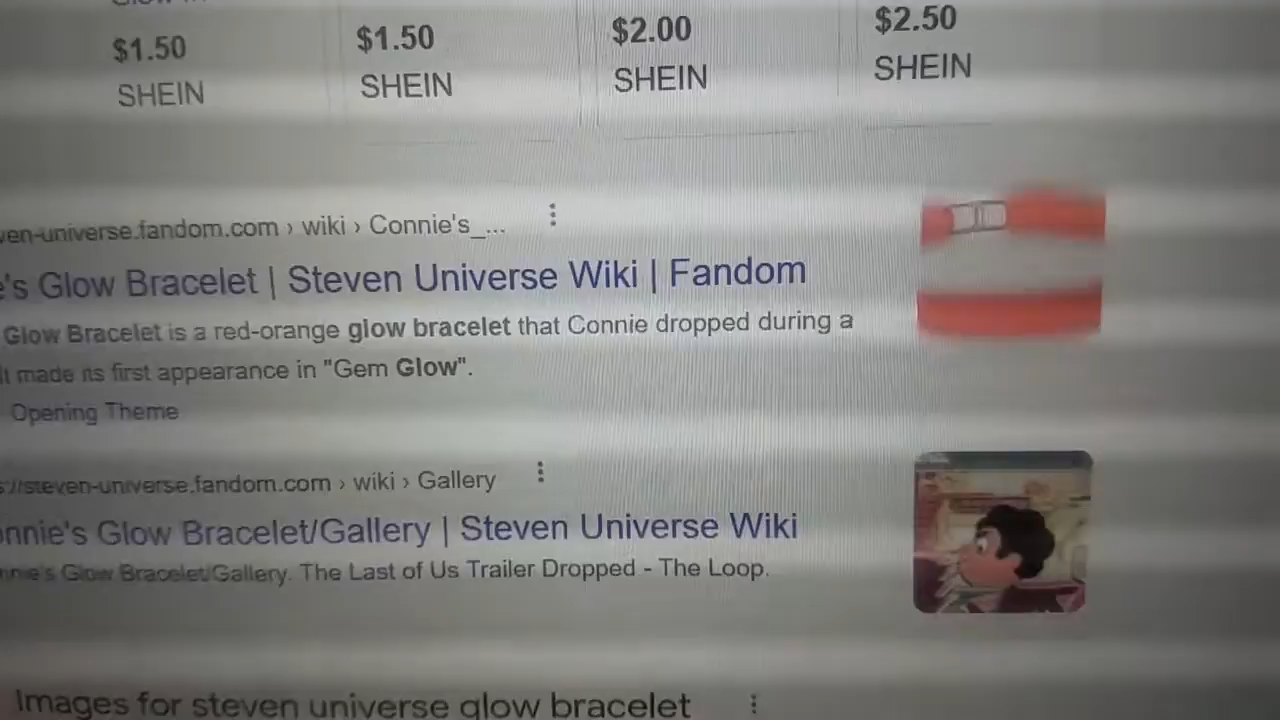 $1.50 $1.50 $2.00 $2.50
SHEIN SHEIN SHEIN SHEIN
ven-universe.fandom.com › wiki › Connie's_...
e's Glow Bracelet | Steven Universe Wiki | Fandom
Glow Bracelet is a red-orange glow bracelet that Connie dropped during a
It made its first appearance in "Gem Glow".
Opening Theme
s://steven-universe.fandom.com › wiki › Gallery
onnie's Glow Bracelet/Gallery | Steven Universe Wiki
nnie's Glow Bracelet/Gallery. The Last of Us Trailer Dropped - The Loop.
Images for steven universe glow bracelet